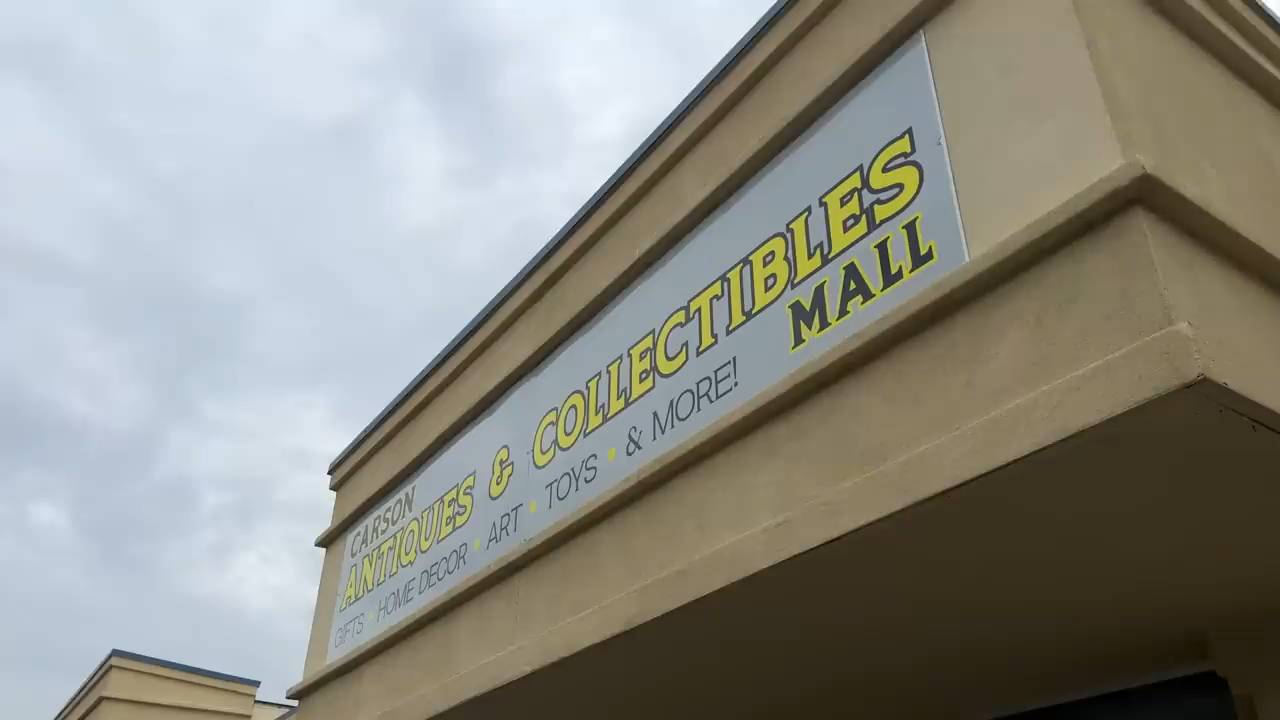 CARSON
ANTIQUES & COLLECTIBLES
MALL
GIFTS • HOME DECOR • ART • TOYS • & MORE!